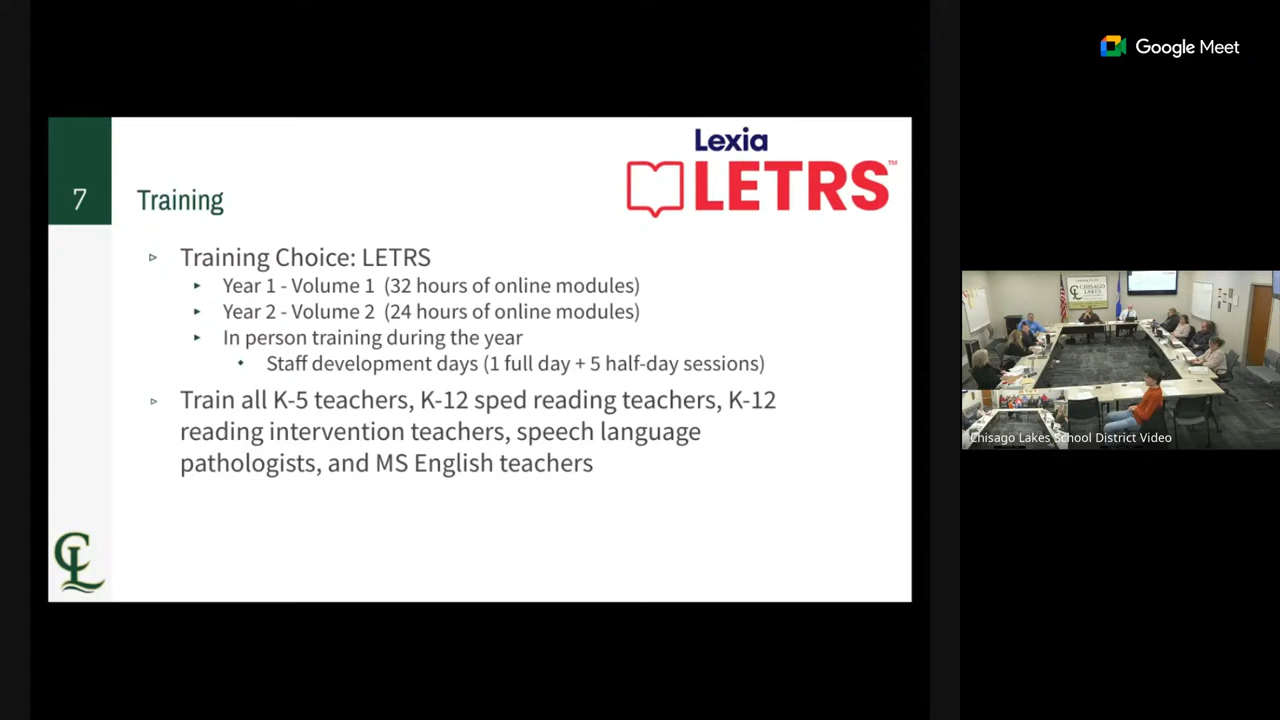 Google Meet
Lexia
LETRS™
7
Training
Training Choice: LETRS
Year 1 - Volume 1 (32 hours of online modules)
Year 2 - Volume 2 (24 hours of online modules)
In person training during the year
Staff development days (1 full day + 5 half-day sessions)
Train all K-5 teachers, K-12 sped reading teachers, K-12
reading intervention teachers, speech language
pathologists, and MS English teachers
CL
CHISAGO
LAKES
Chisago Lakes School District Video